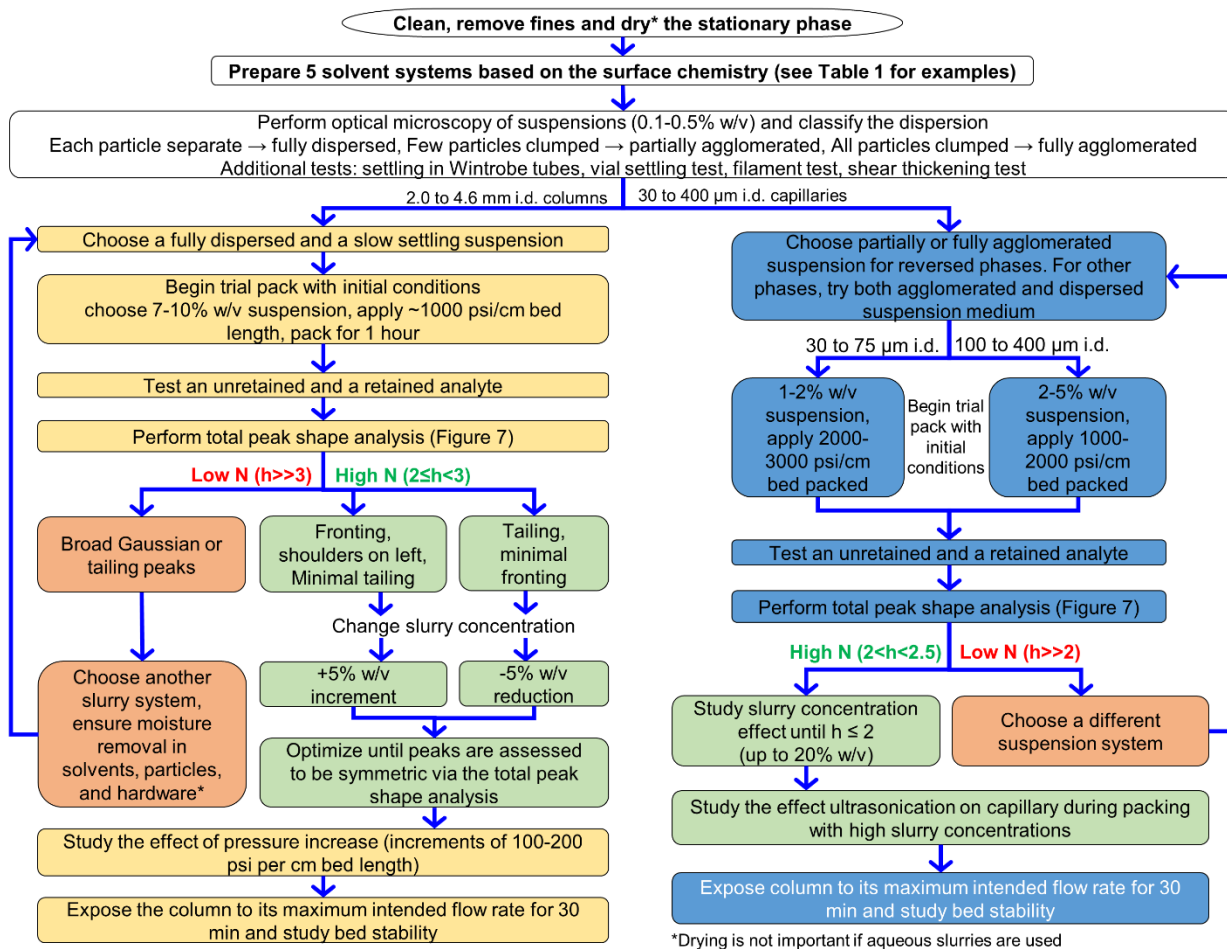 Clean, remove fines and dry* the stationary phase
Prepare 5 solvent systems based on the surface chemistry (see Table 1 for examples)
Perform optical microscopy of suspensions (0.1-0.5% w/v) and classify the dispersion
Each particle separate → fully dispersed, Few particles clumped → partially agglomerated, All particles clumped → fully agglomerated
Additional tests: settling in Wintrobe tubes, vial settling test, filament test, shear thickening test
2.0 to 4.6 mm i.d. columns
30 to 400 µm i.d. capillaries
Choose a fully dispersed and a slow settling suspension
Begin trial pack with initial conditions
choose 7-10% w/v suspension, apply ~1000 psi/cm bed
length, pack for 1 hour
Test an unretained and a retained analyte
Perform total peak shape analysis (Figure 7)
Low N (h>>3)
High N (2≤h<3)
Broad Gaussian or
tailing peaks
Fronting,
shoulders on left,
Minimal tailing
Tailing,
minimal
fronting
Change slurry concentration
Choose another
slurry system,
ensure moisture
removal in
solvents, particles,
and hardware*
+5% w/v
increment
-5% w/v
reduction
Optimize until peaks are assessed
to be symmetric via the total peak
shape analysis
Study the effect of pressure increase (increments of 100-200
psi per cm bed length)
Expose the column to its maximum intended flow rate for 30
min and study bed stability
Choose partially or fully agglomerated
suspension for reversed phases. For other
phases, try both agglomerated and dispersed
suspension medium
30 to 75 µm i.d.
100 to 400 µm i.d.
1-2% w/v
suspension,
apply 2000-
3000 psi/cm
bed packed
Begin trial
pack with
initial
conditions
2-5% w/v
suspension,
apply 1000-
2000 psi/cm
bed packed
Test an unretained and a retained analyte
Perform total peak shape analysis (Figure 7)
High N (2<h<2.5)
Low N (h>>2)
Study slurry concentration
effect until h ≤ 2
(up to 20% w/v)
Choose a different
suspension system
Study the effect ultrasonication on capillary during packing
with high slurry concentrations
Expose column to its maximum intended flow rate for 30
min and study bed stability
*Drying is not important if aqueous slurries are used